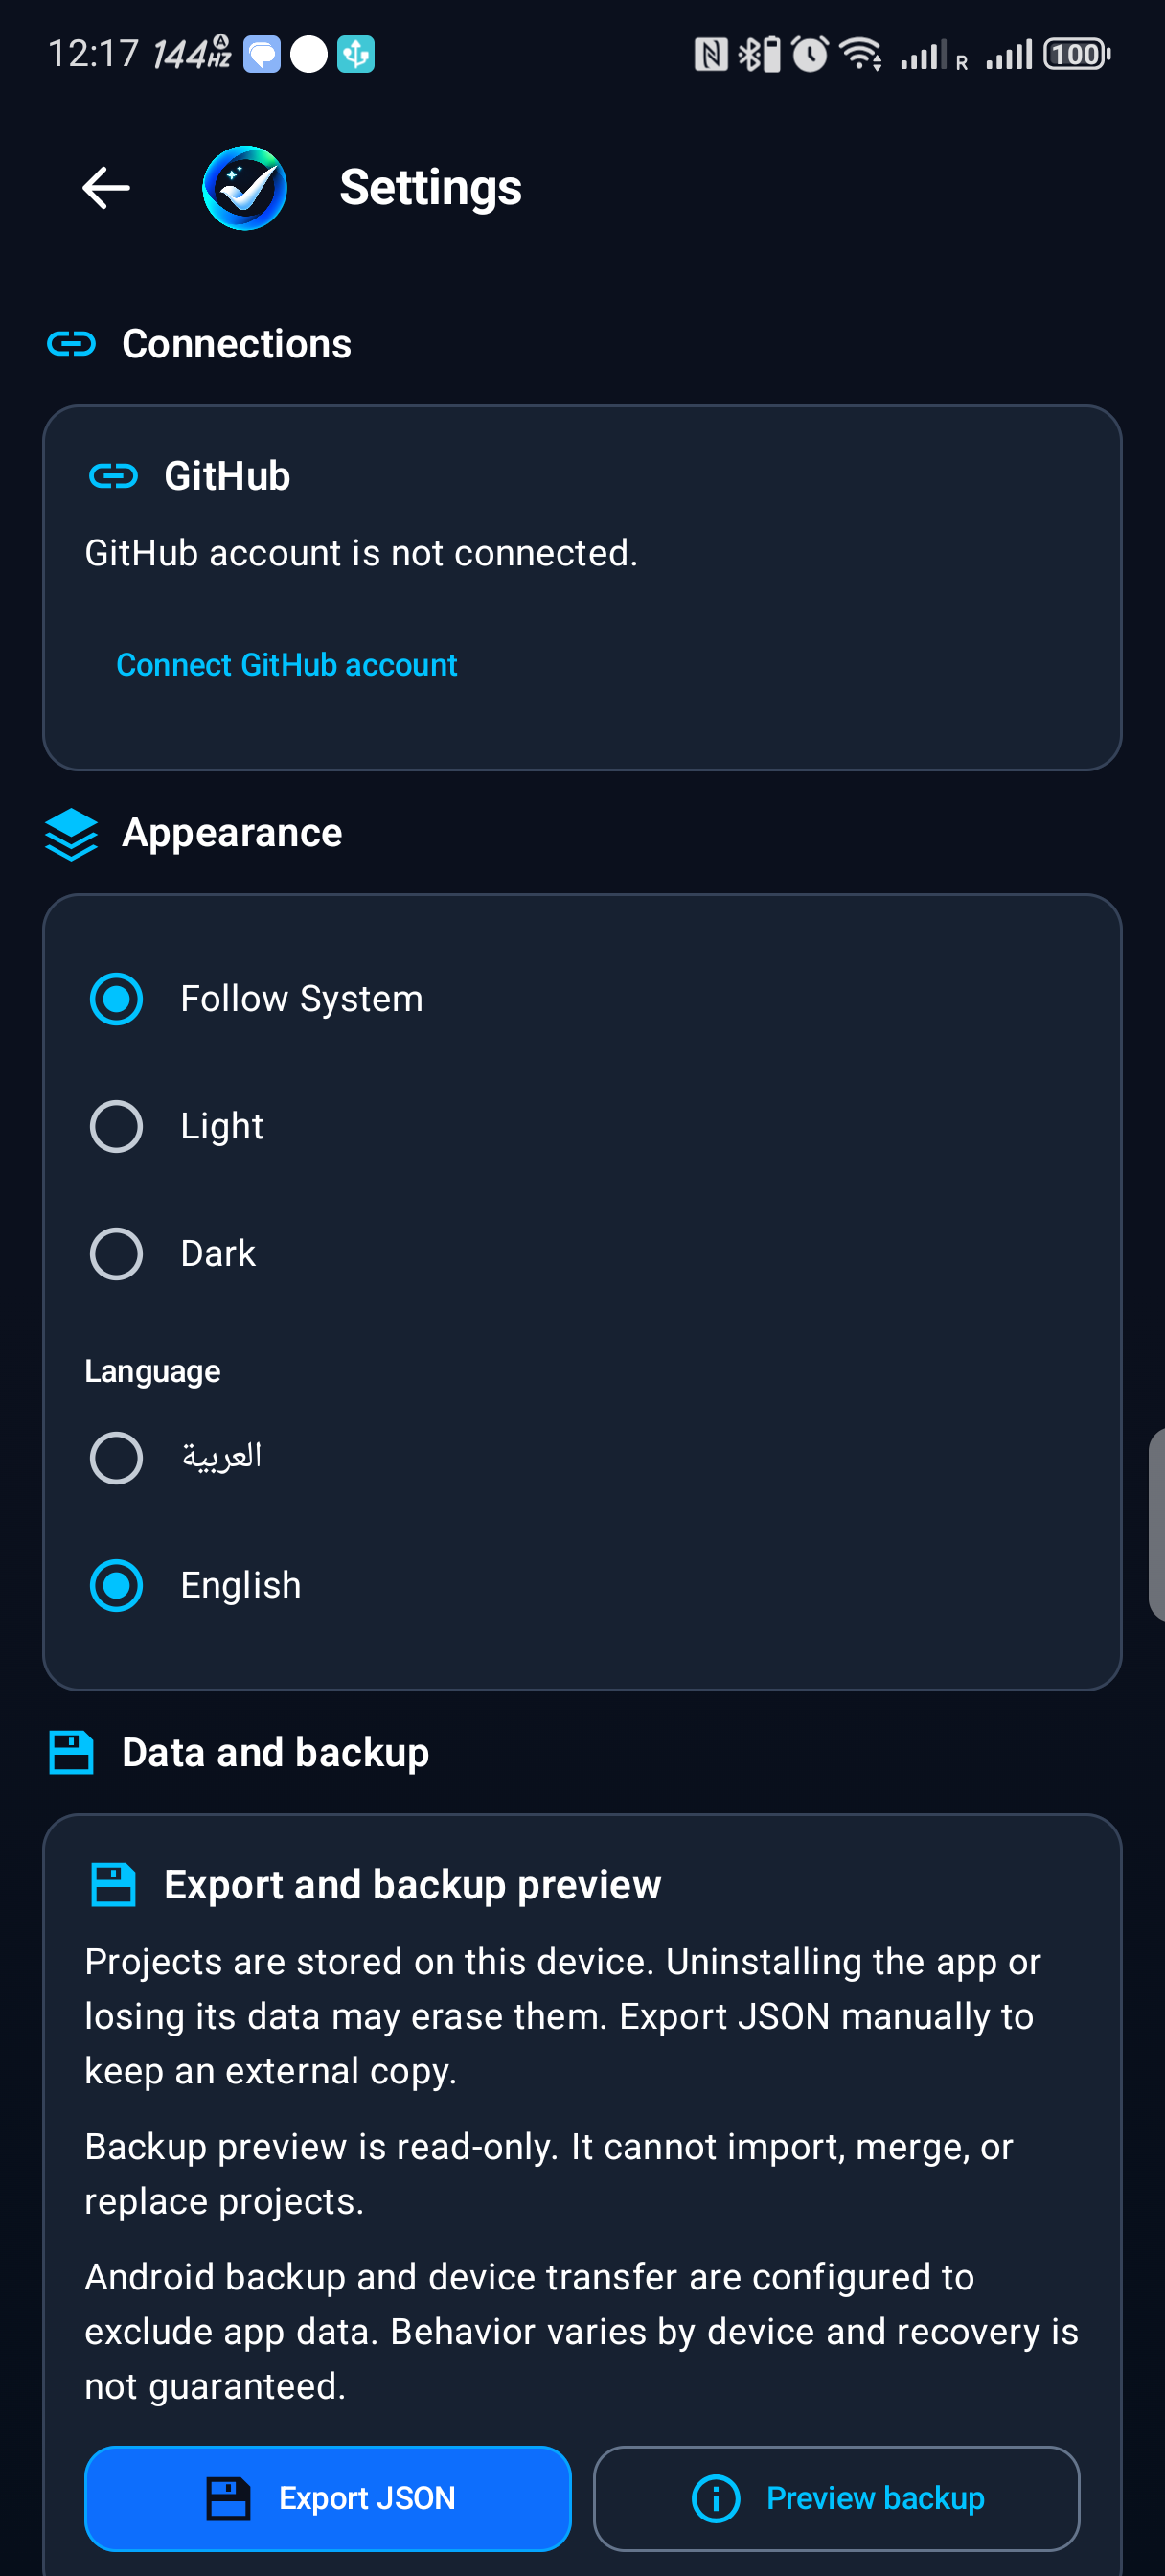 12:17 144HZ A R 100
Settings
Connections
GitHub
GitHub account is not connected.
Connect GitHub account
Appearance
Follow System
Light
Dark
Language
العربية
English
Data and backup
Export and backup preview
Projects are stored on this device. Uninstalling the app or
losing its data may erase them. Export JSON manually to
keep an external copy.
Backup preview is read-only. It cannot import, merge, or
replace projects.
Android backup and device transfer are configured to
exclude app data. Behavior varies by device and recovery is
not guaranteed.
Export JSON
Preview backup